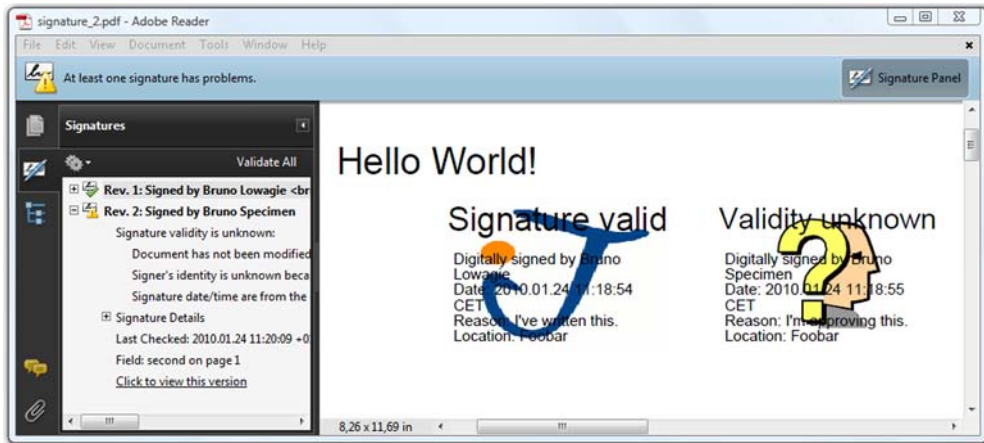 signature_2.pdf - Adobe Reader
File Edit View Document Tools Window Help
At least one signature has problems.
Signature Panel
Signatures
Validate All
Rev. 1: Signed by Bruno Lowagie <br
Rev. 2: Signed by Bruno Specimen
Signature validity is unknown:
Document has not been modified
Signer's identity is unknown beca
Signature date/time are from the
Signature Details
Last Checked: 2010.01.24 11:20:09 +0
Field: second on page 1
Click to view this version
Hello World!
Signature valid
Digitally signed by Bruno
Lowagie
Date: 2010.01.24 11:18:54
CET
Reason: I've written this.
Location: Foobar
Validity unknown
Digitally signed by Bruno
Specimen
Date: 2010.01.24 11:18:55
CET
Reason: I'm approving this.
Location: Foobar
8,26 x 11,69 in